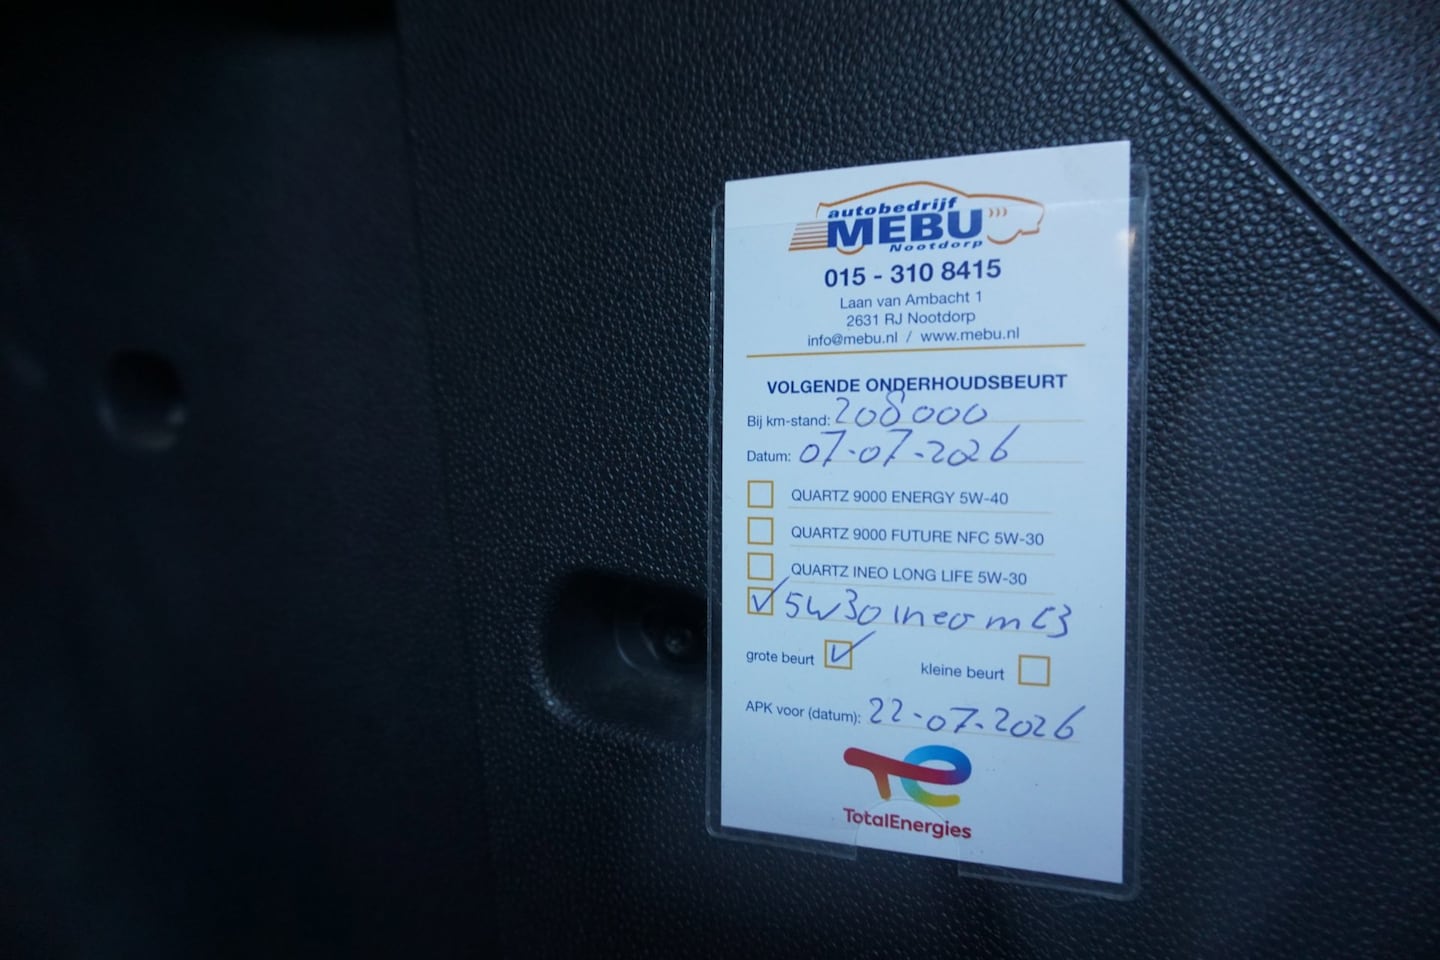 autobedrijf
MEBU
Nootdorp
015 - 310 8415
Laan van Ambacht 1
2631 RJ Nootdorp
info@mebu.nl / www.mebu.nl
VOLGENDE ONDERHOUDSBEURT
Bij km-stand: 208000
Datum: 07-07-2026
QUARTZ 9000 ENERGY 5W-40
QUARTZ 9000 FUTURE NFC 5W-30
QUARTZ INEO LONG LIFE 5W-30
5W30 ineo m C3
grote beurt kleine beurt
APK voor (datum): 22-07-2026
TotalEnergies